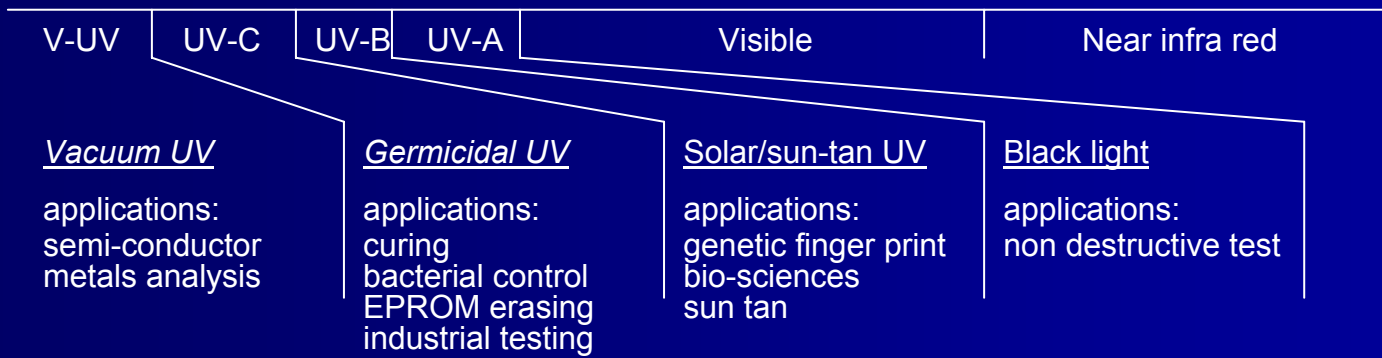 V-UV UV-C UV-B UV-A Visible Near infra red
Vacuum UV
applications:
semi-conductor
metals analysis
Germicidal UV
applications:
curing
bacterial control
EPROM erasing
industrial testing
Solar/sun-tan UV
applications:
genetic finger print
bio-sciences
sun tan
Black light
applications:
non destructive test